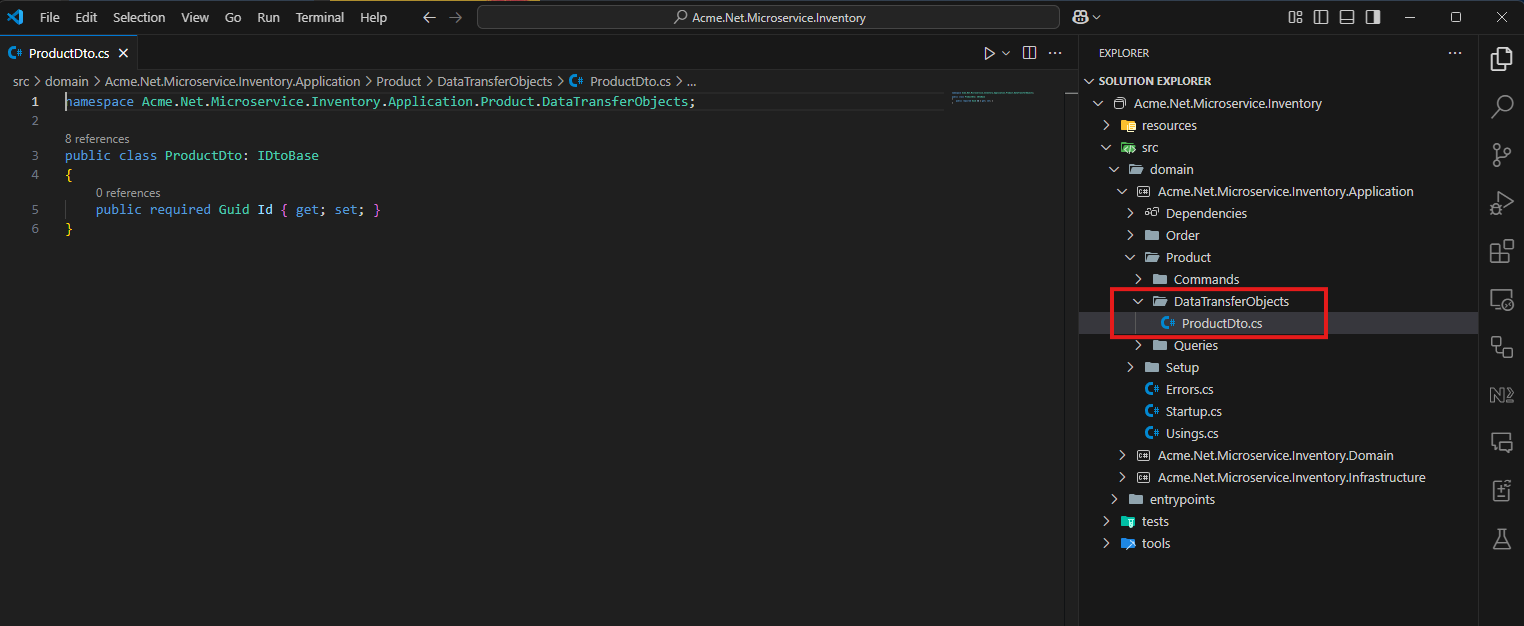 File Edit Selection View Go Run Terminal Help Acme.Net.Microservice.Inventory
ProductDto.cs
src > domain > Acme.Net.Microservice.Inventory.Application > Product > DataTransferObjects > ProductDto.cs > ...
1 namespace Acme.Net.Microservice.Inventory.Application.Product.DataTransferObjects;
2
8 references
3 public class ProductDto: IDtoBase
4 {
0 references
5 public required Guid Id { get; set; }
6 }
EXPLORER
SOLUTION EXPLORER
Acme.Net.Microservice.Inventory
resources
src
domain
Acme.Net.Microservice.Inventory.Application
Dependencies
Order
Product
Commands
DataTransferObjects
ProductDto.cs
Queries
Setup
Errors.cs
Startup.cs
Usings.cs
Acme.Net.Microservice.Inventory.Domain
Acme.Net.Microservice.Inventory.Infrastructure
entrypoints
tests
tools